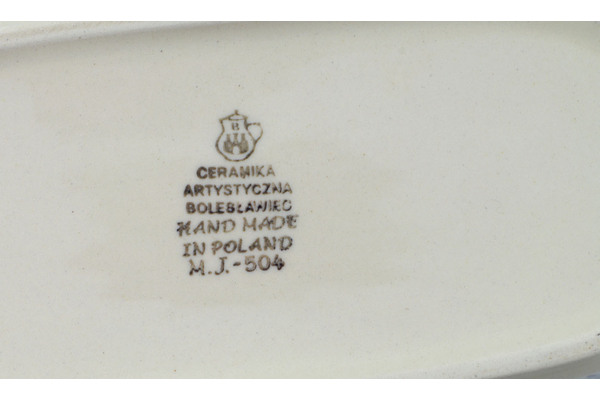 B
CERAMIKA
ARTYSTYCZNA
BOLESŁAWIEC
HAND MADE
IN POLAND
M.J.-504